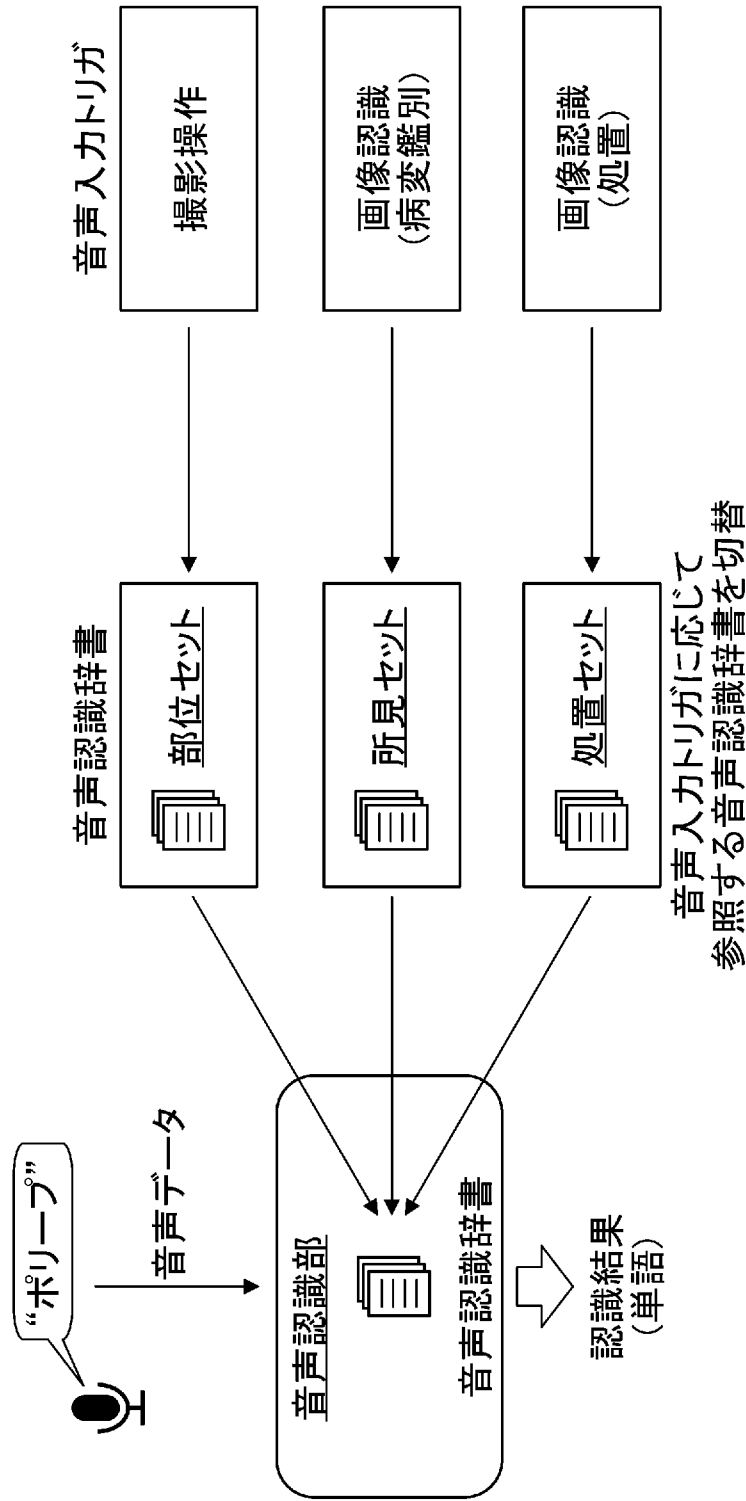 “ポリープ”
音声データ
音声認識部
音声認識辞書
認識結果
(単語)
音声認識辞書
部位セット
所見セット
処置セット
音声入力トリガに応じて
参照する音声認識辞書を切替
音声入力トリガ
撮影操作
画像認識
(病変鑑別)
画像認識
(処置)